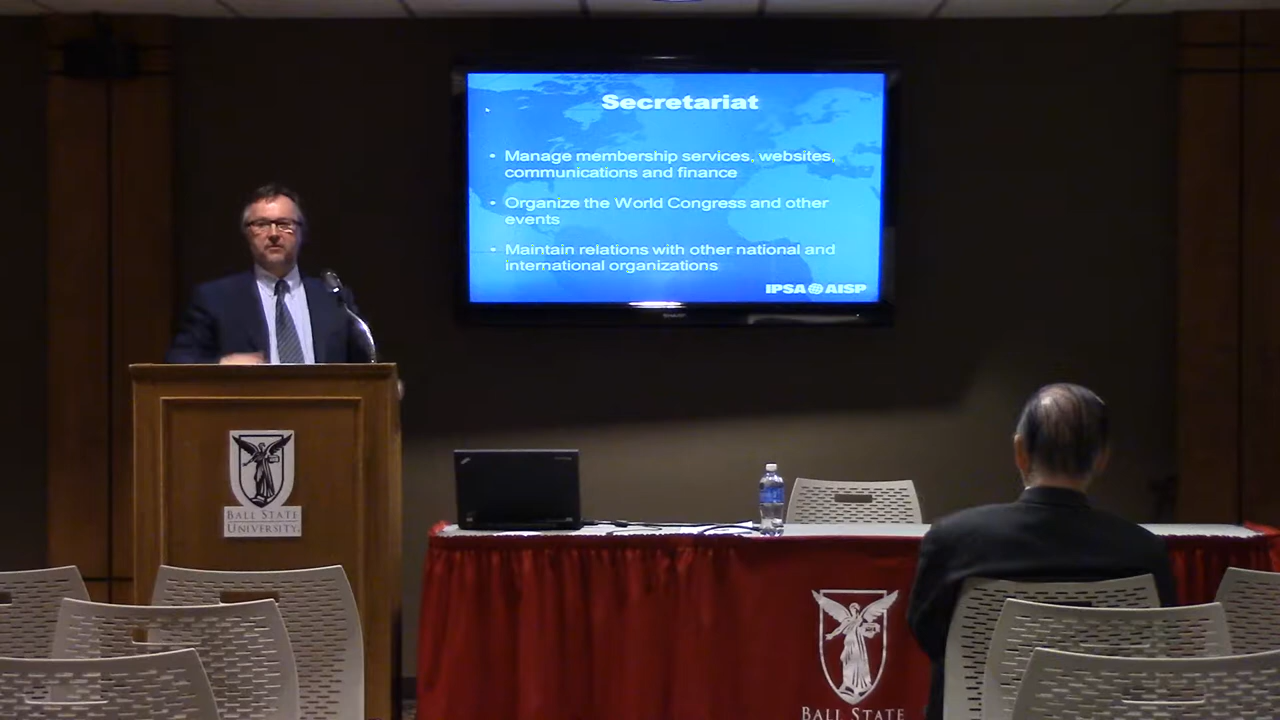 Secretariat
• Manage membership services, websites,
communications and finance
• Organize the World Congress and other
events
• Maintain relations with other national and
international organizations
IPSA AISP
SHARP
BALL STATE
UNIVERSITY
BALL STATE